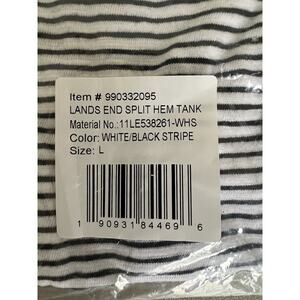 Item # 990332095
LANDS END SPLIT HEM TANK
Material No.:11LE538261-WHS
Color: WHITE/BLACK STRIPE
Size: L
1 90931 84469 6